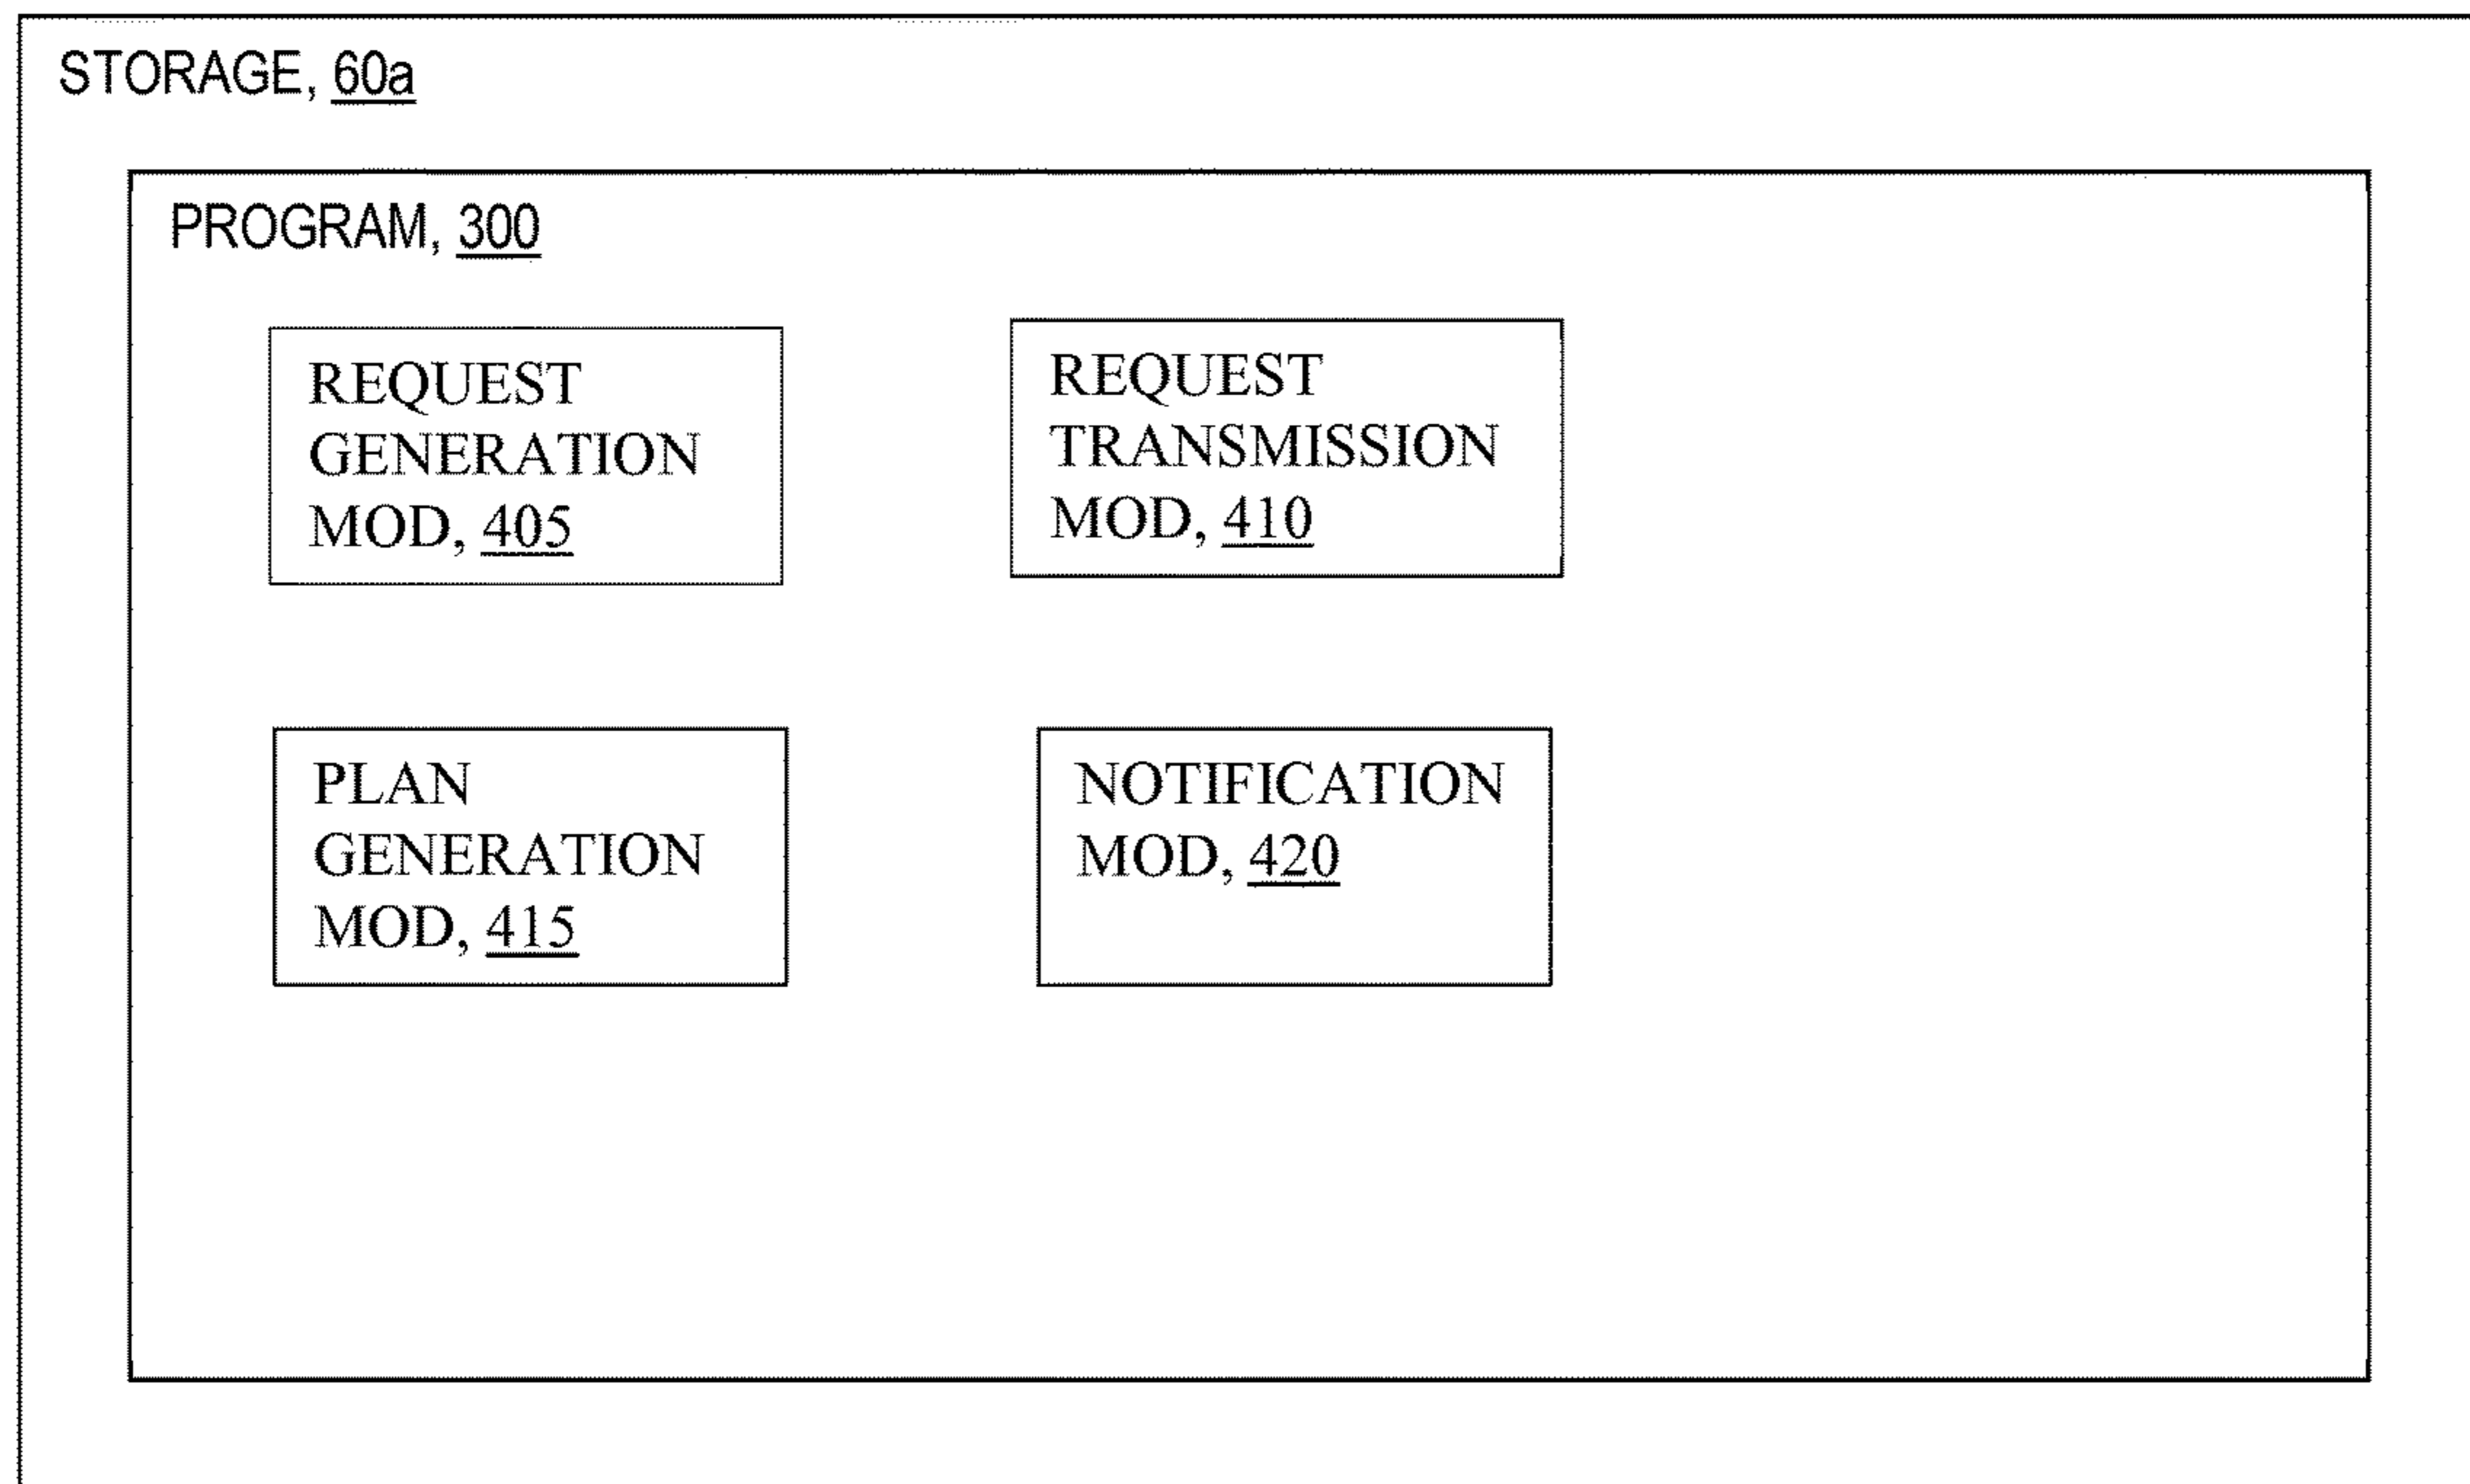 STORAGE, 60a
PROGRAM, 300
REQUEST
GENERATION
MOD, 405
REQUEST
TRANSMISSION
MOD, 410
PLAN
GENERATION
MOD, 415
NOTIFICATION
MOD, 420